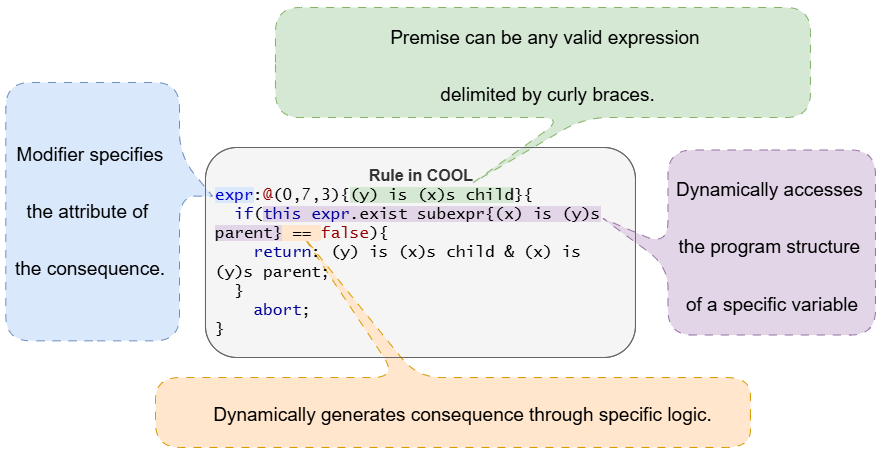 Premise can be any valid expression
delimited by curly braces.
Modifier specifies
the attribute of
the consequence.
Rule in COOL
expr:@(0,7,3){(y) is (x)s child}{
if(this expr.exist subexpr{(x) is (y)s
parent} == false){
return: (y) is (x)s child & (x) is
(y)s parent;
}
abort;
}
Dynamically accesses
the program structure
of a specific variable
Dynamically generates consequence through specific logic.